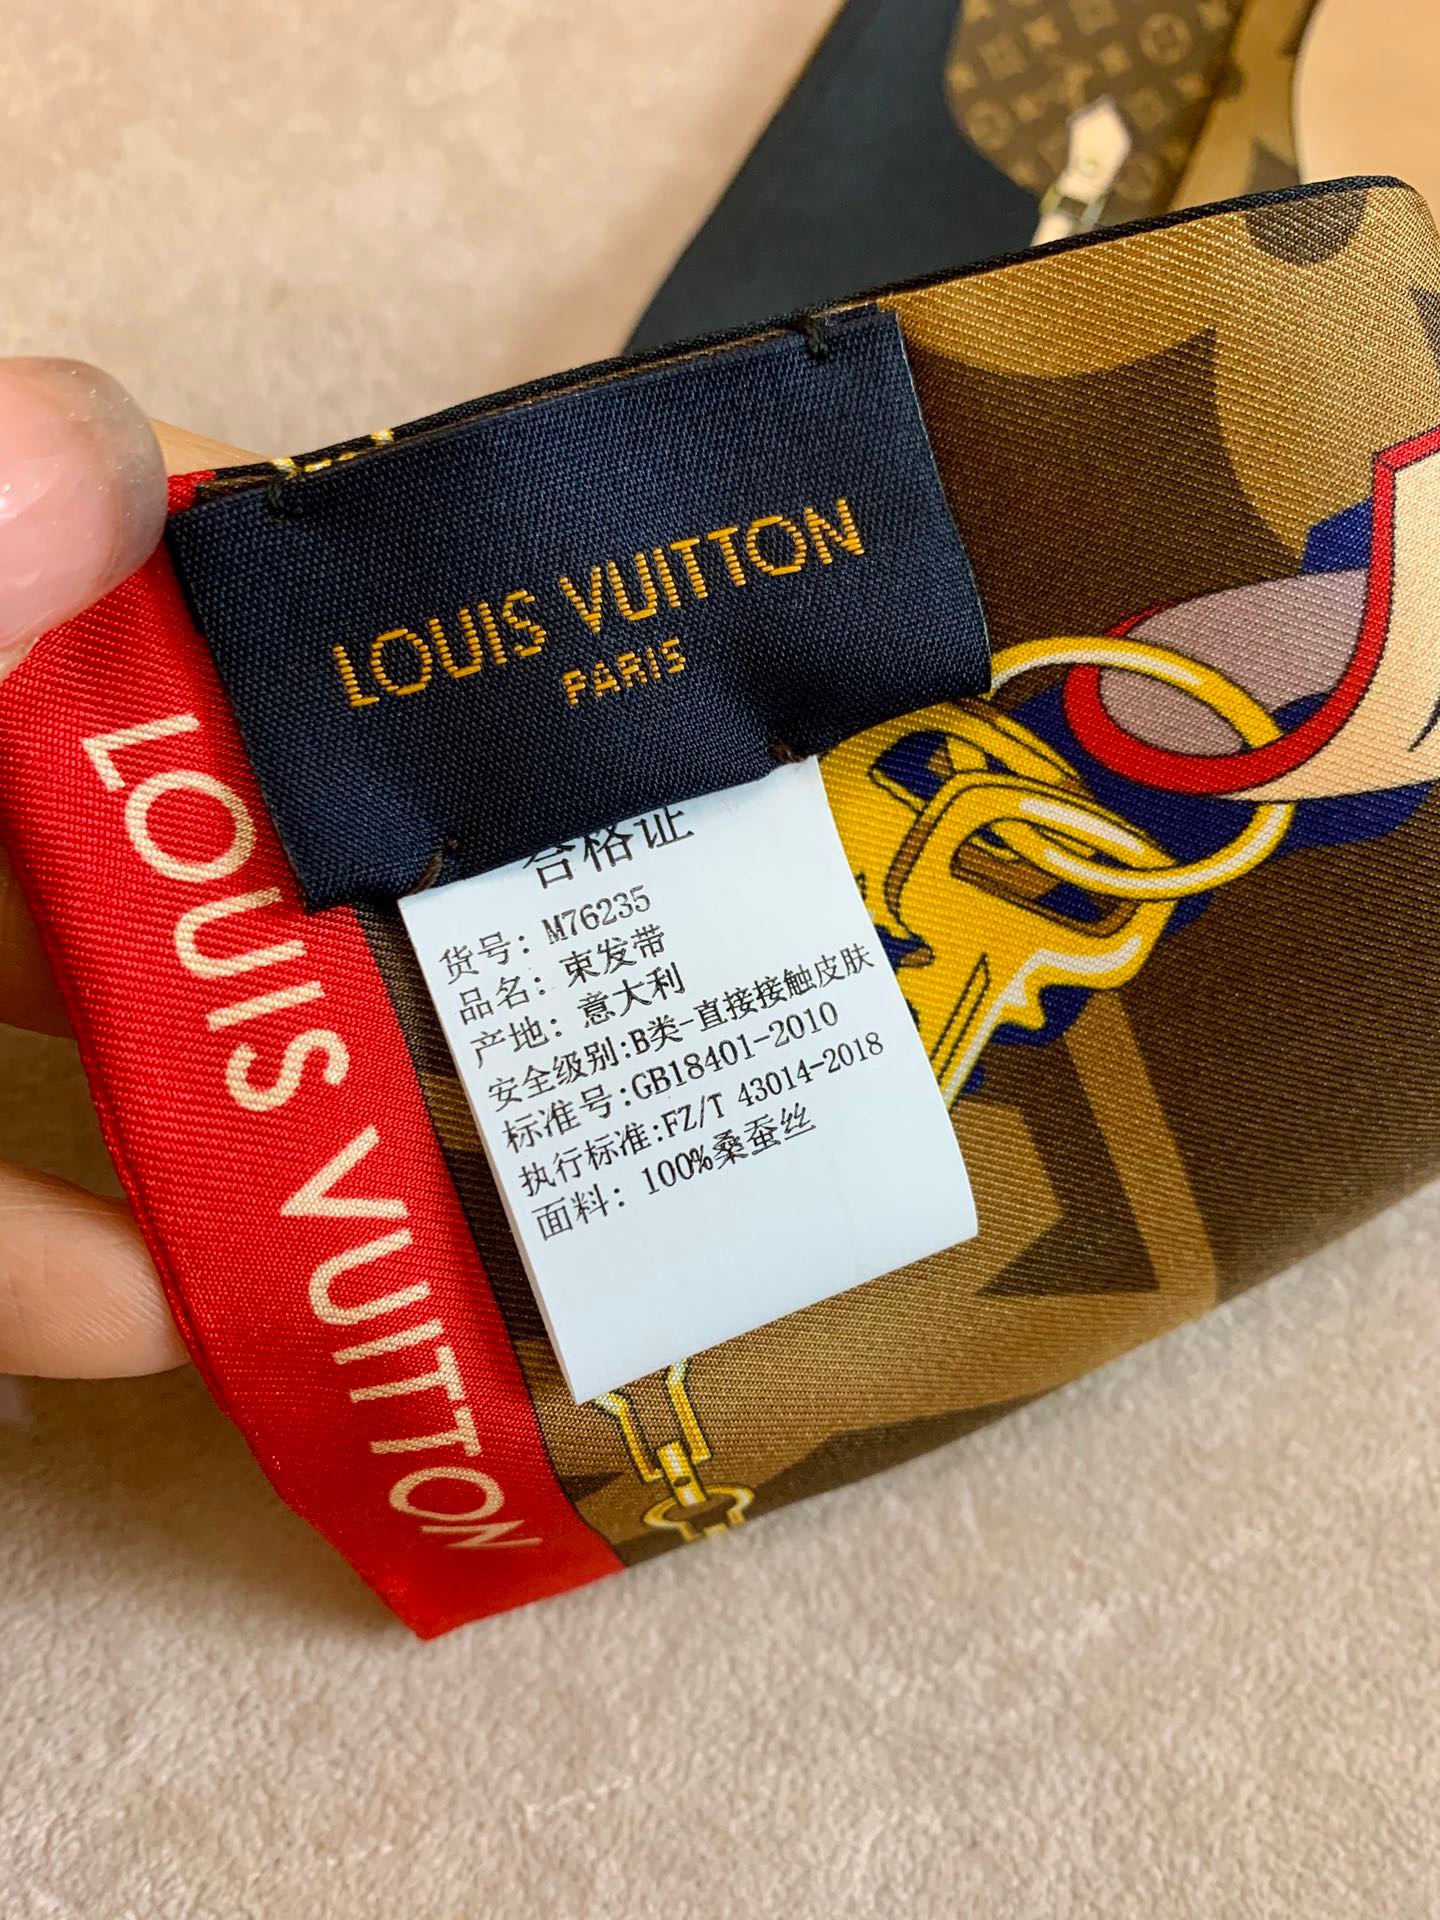 LOUIS VUITTON
PARIS
LOUIS VUITTON
合格证
货号: M76235
品名: 束发带
产地: 意大利
安全级别:B类-直接接触皮肤
标准号:GB18401-2010
执行标准:FZ/T 43014-2018
面料: 100%桑蚕丝